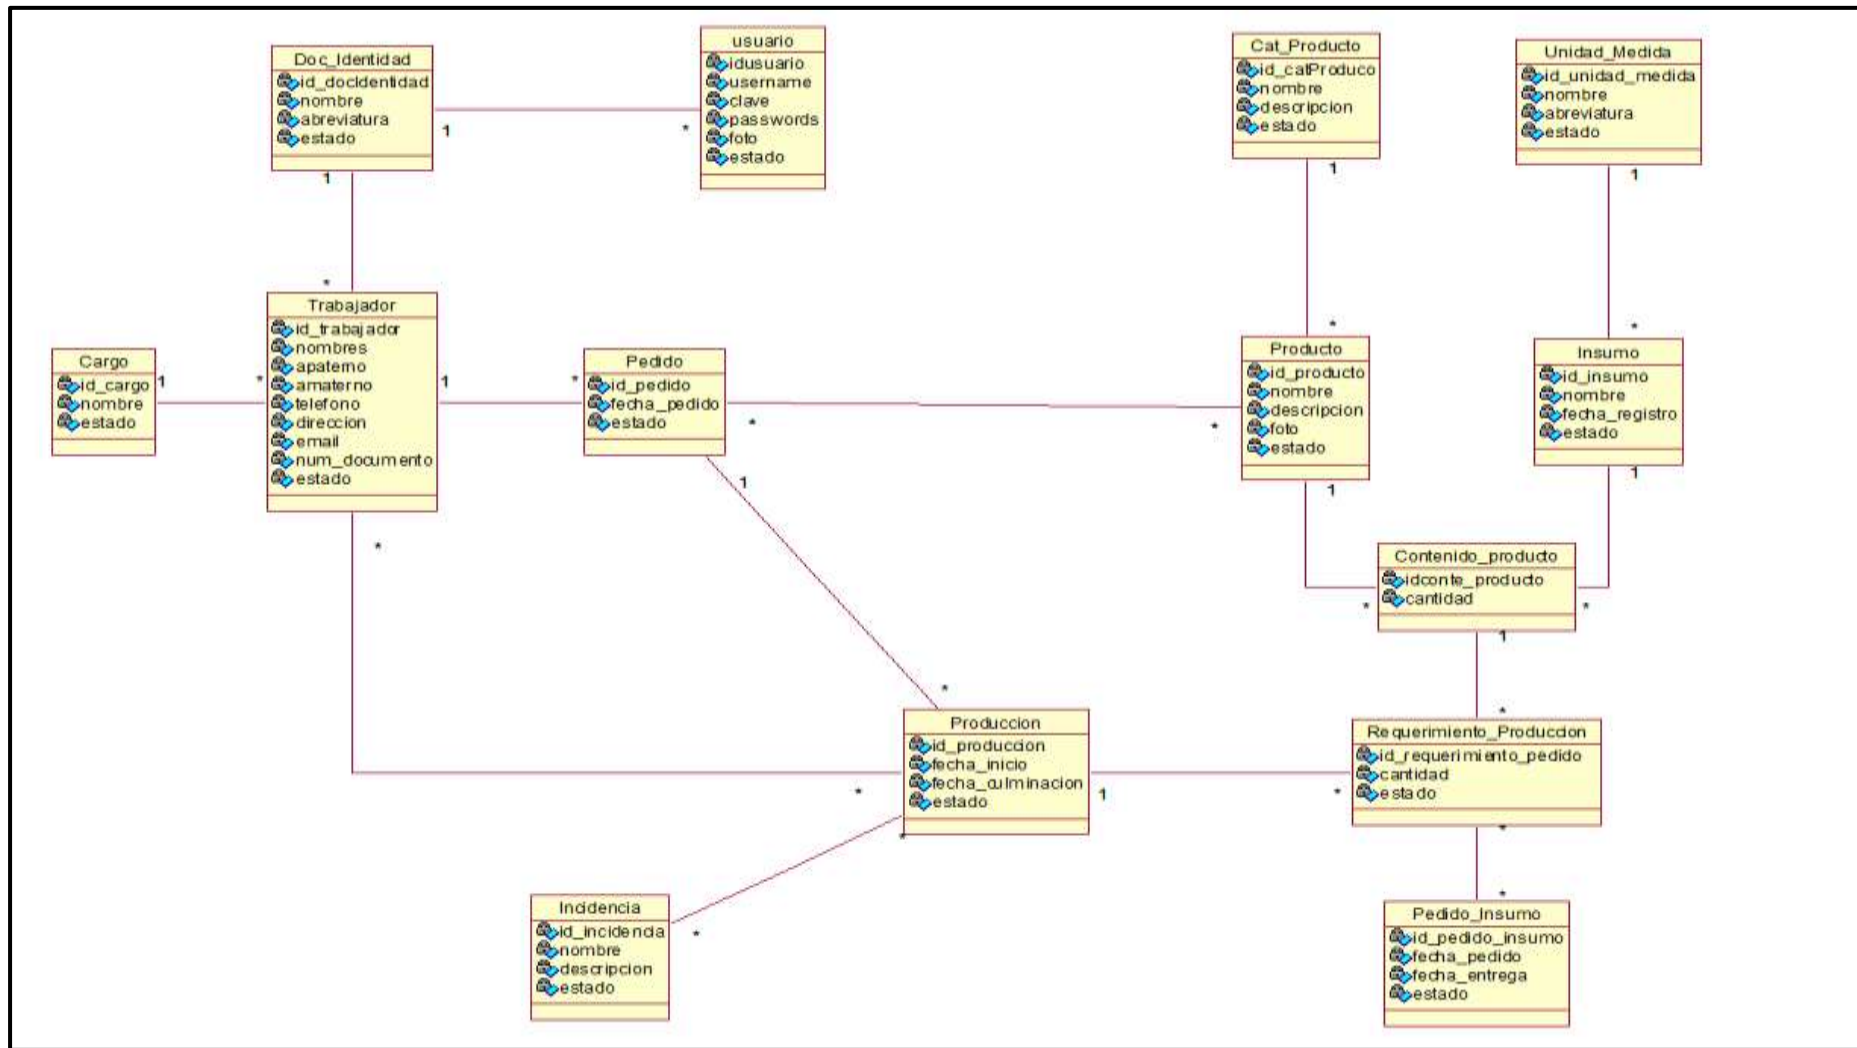 Doc_Identidad
id_docIdentidad
nombre
abreviatura
estado
1
*
1
*
usuario
idusuario
username
clave
passwords
foto
estado
Cat_Producto
id_catProduco
nombre
descripcion
estado
1
*
Unidad_Medida
id_unidad_medida
nombre
abreviatura
estado
1
*
Cargo
id_cargo
nombre
estado
1
*
Trabajador
id_trabajador
nombres
apaterno
amaterno
telefono
direccion
email
num_documento
estado
1
*
*
Pedido
id_pedido
fecha_pedido
estado
*
*
1
*
Producto
id_producto
nombre
descripcion
foto
estado
1
*
Insumo
id_insumo
nombre
fecha_registro
estado
1
*
Contenido_producto
idconte_producto
cantidad
1
*
Produccion
id_produccion
fecha_inicio
fecha_culminacion
estado
*
1
*
*
Requerimiento_Produccion
id_requerimiento_pedido
cantidad
estado
*
*
Incidencia
id_incidencia
nombre
descripcion
estado
*
Pedido_Insumo
id_pedido_insumo
fecha_pedido
fecha_entrega
estado